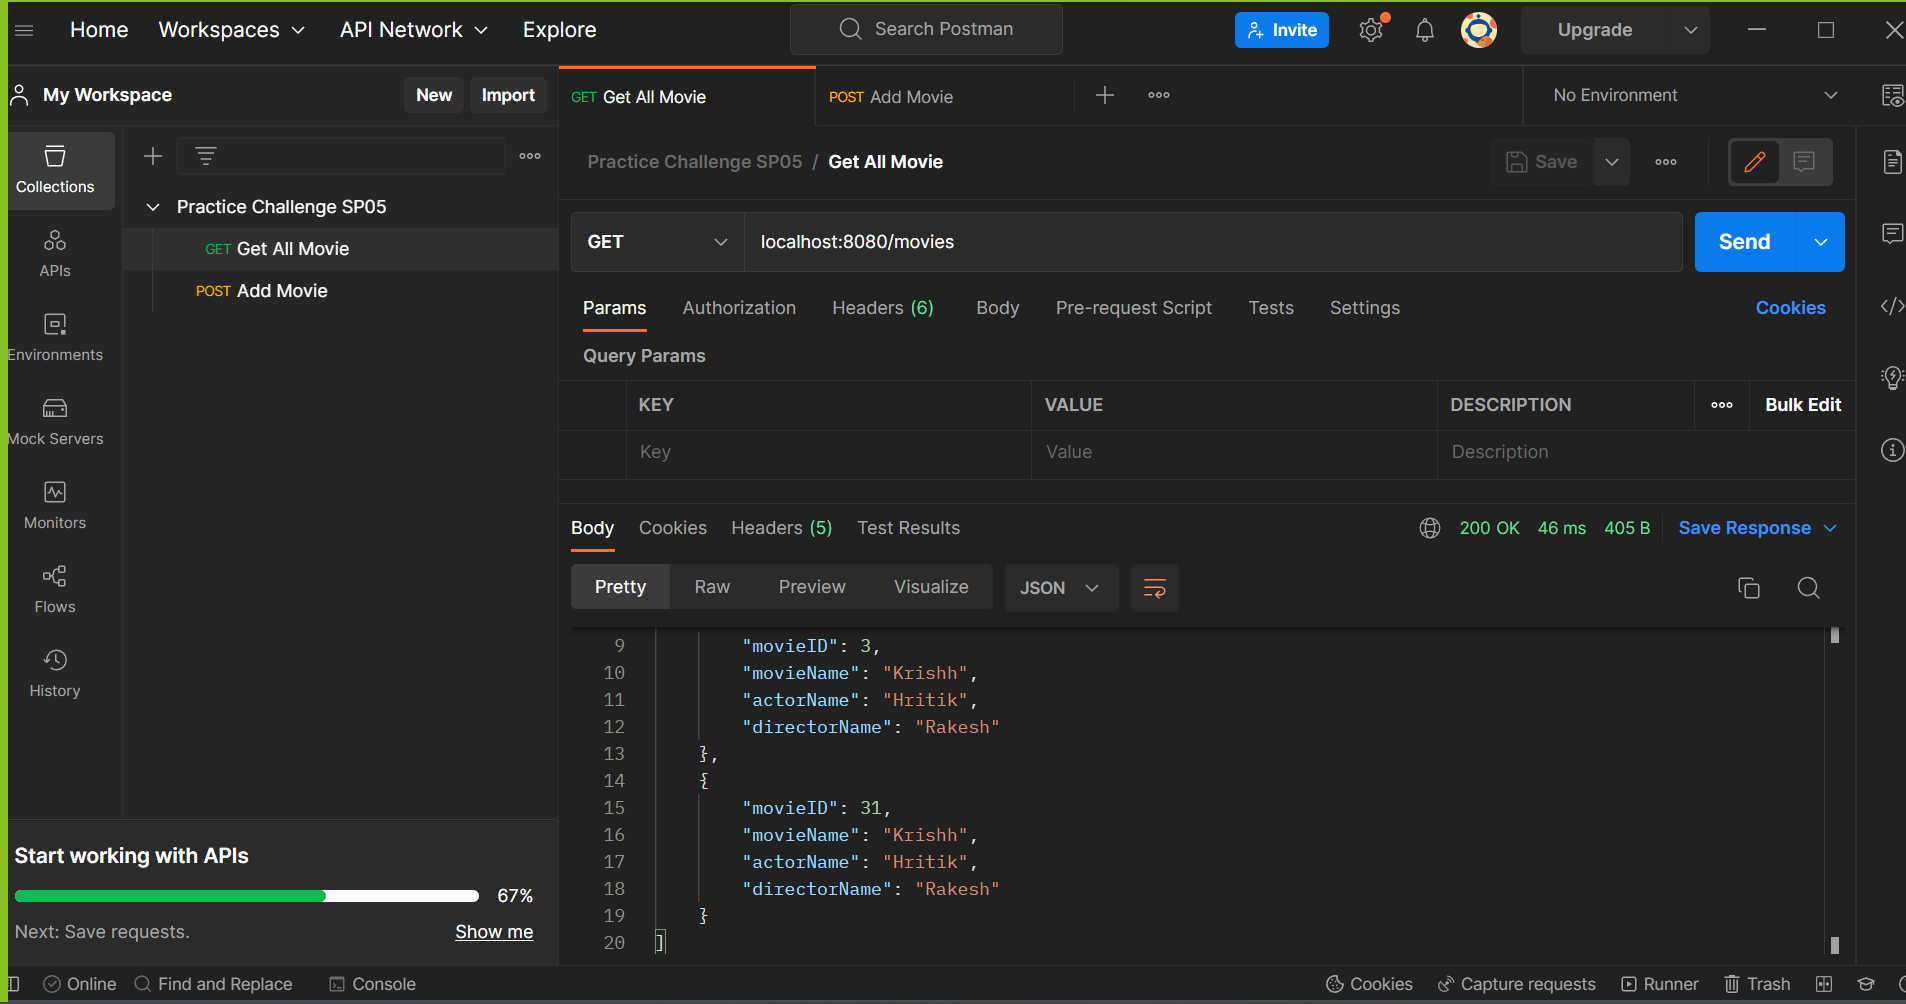 Home Workspaces API Network Explore Search Postman Invite Upgrade
My Workspace New Import
GET Get All Movie POST Add Movie No Environment
Collections
APIs
Environments
Mock Servers
Monitors
Flows
History
Practice Challenge SP05
GET Get All Movie
POST Add Movie
Start working with APIs
67%
Next: Save requests. Show me
Practice Challenge SP05 / Get All Movie Save
GET localhost:8080/movies Send
Params Authorization Headers (6) Body Pre-request Script Tests Settings Cookies
Query Params
KEY VALUE DESCRIPTION Bulk Edit
Key Value Description
Body Cookies Headers (5) Test Results 200 OK 46 ms 405 B Save Response
Pretty Raw Preview Visualize JSON
9 "movieID": 3,
10 "movieName": "Krishh",
11 "actorName": "Hritik",
12 "directorName": "Rakesh"
13 },
14 {
15 "movieID": 31,
16 "movieName": "Krishh",
17 "actorName": "Hritik",
18 "directorName": "Rakesh"
19 }
20 ]
Online Find and Replace Console Cookies Capture requests Runner Trash